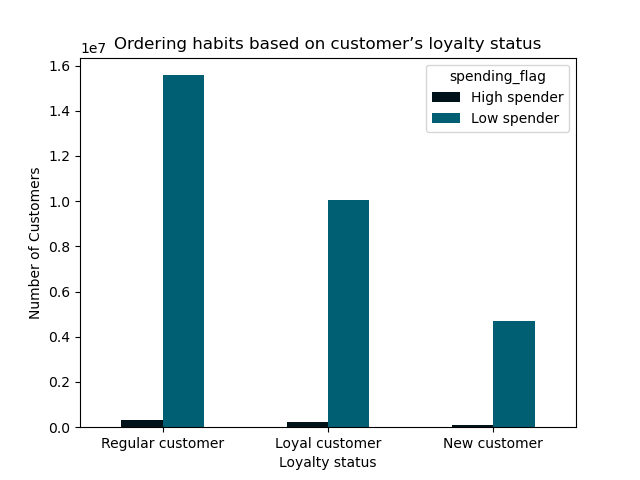 Ordering habits based on customer’s loyalty status
1e7
spending_flag
High spender
Low spender
Number of Customers
1.6
1.4
1.2
1.0
0.8
0.6
0.4
0.2
0.0
Regular customer Loyal customer New customer
Loyalty status